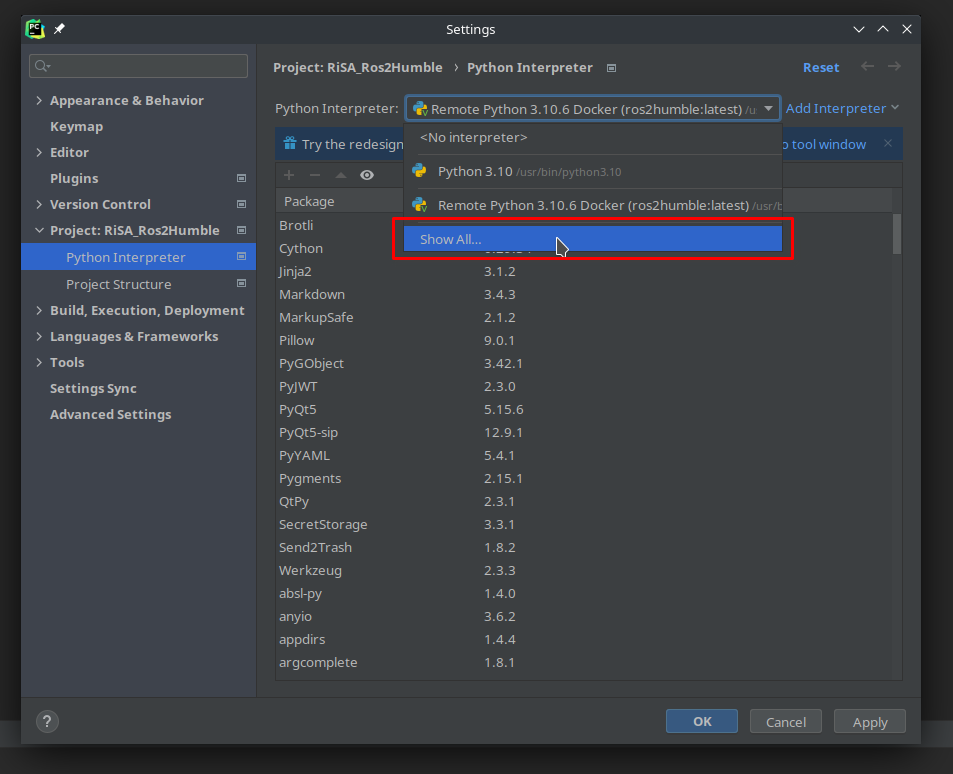 PC
Settings
Project: RiSA_Ros2Humble › Python Interpreter
Reset
Appearance & Behavior
Keymap
Editor
Plugins
Version Control
Project: RiSA_Ros2Humble
Python Interpreter
Project Structure
Build, Execution, Deployment
Languages & Frameworks
Tools
Settings Sync
Advanced Settings
Python Interpreter: Remote Python 3.10.6 Docker (ros2humble:latest) /u Add Interpreter
<No interpreter>
Try the redesign
tool window
Python 3.10 /usr/bin/python3.10
Remote Python 3.10.6 Docker (ros2humble:latest) /usr/b
Show All...
Package
Brotli
Cython
Jinja2 3.1.2
Markdown 3.4.3
MarkupSafe 2.1.2
Pillow 9.0.1
PyGObject 3.42.1
PyJWT 2.3.0
PyQt5 5.15.6
PyQt5-sip 12.9.1
PyYAML 5.4.1
Pygments 2.15.1
QtPy 2.3.1
SecretStorage 3.3.1
Send2Trash 1.8.2
Werkzeug 2.3.3
absl-py 1.4.0
anyio 3.6.2
appdirs 1.4.4
argcomplete 1.8.1
?
OK
Cancel
Apply